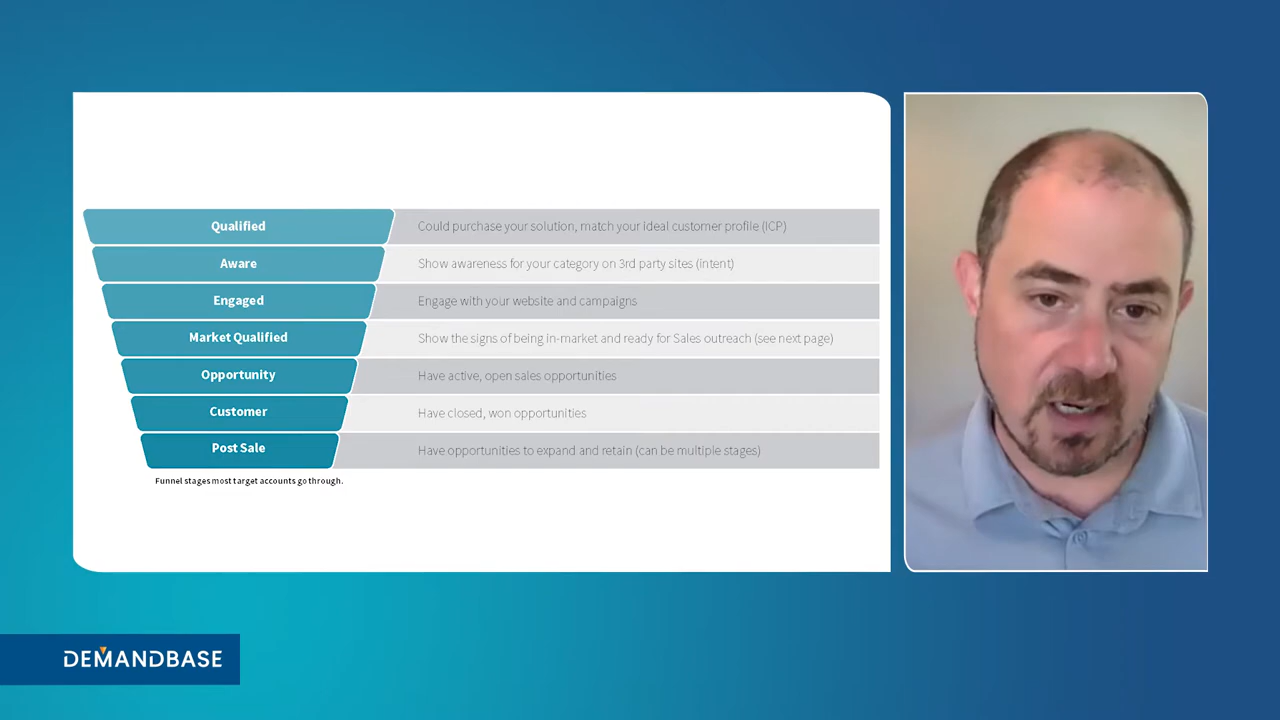 Qualified
Could purchase your solution, match your ideal customer profile (ICP)
Aware
Show awareness for your category on 3rd party sites (intent)
Engaged
Engage with your website and campaigns
Market Qualified
Show the signs of being in-market and ready for Sales outreach (see next page)
Opportunity
Have active, open sales opportunities
Customer
Have closed, won opportunities
Post Sale
Have opportunities to expand and retain (can be multiple stages)
Funnel stages most target accounts go through.
DEMANDBASE